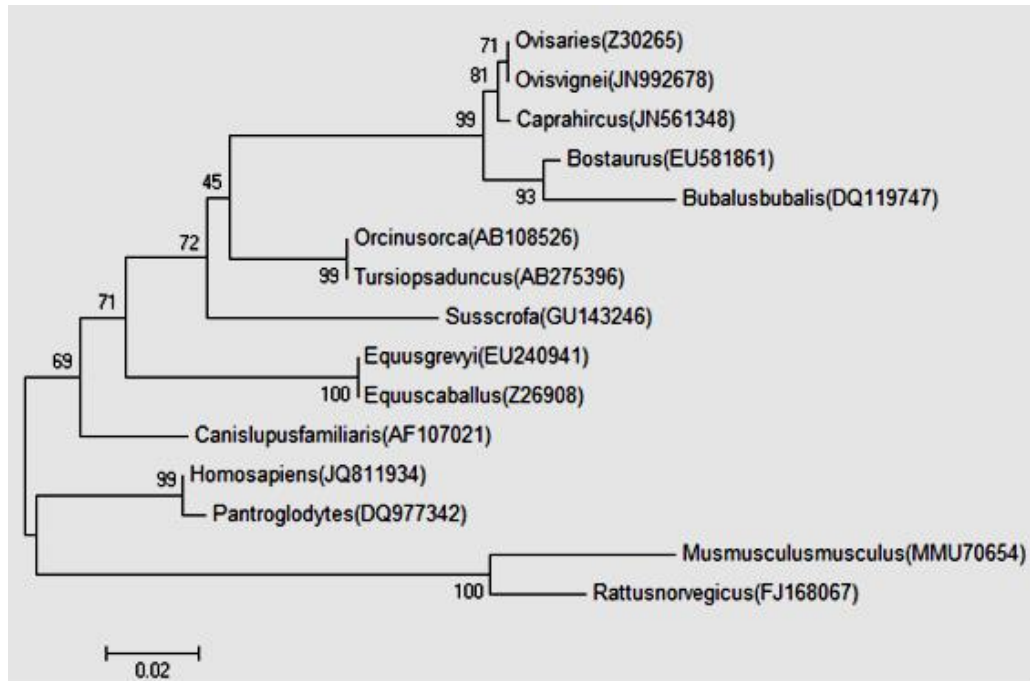 Ovisaries(Z30265)
71
Ovisvignei(JN992678)
81
Caprahircus(JN561348)
99
Bostaurus(EU581861)
93
Bubalusbubalis(DQ119747)
45
Orcinusorca(AB108526)
72
99
Tursiopsaduncus(AB275396)
71
Susscrofa(GU143246)
69
Equusgrevyi(EU240941)
100
Equuscaballus(Z26908)
Canislupusfamiliaris(AF107021)
Homosapiens(JQ811934)
99
Pantroglodytes(DQ977342)
Musmusculusmusculus(MMU70654)
100
Rattusnorvegicus(FJ168067)
0.02